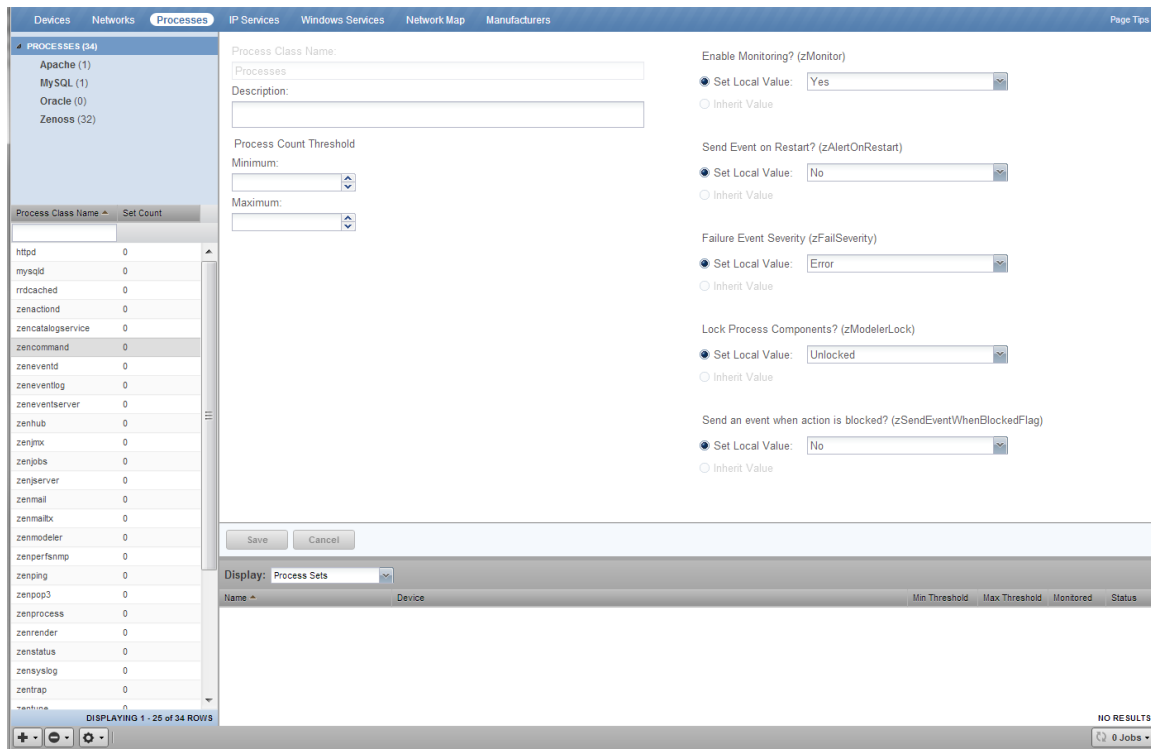 Devices Networks Processes IP Services Windows Services Network Map Manufacturers Page Tips
PROCESSES (34)
Apache (1)
MySQL (1)
Oracle (0)
Zenoss (32)
Process Class Name Set Count
httpd 0
mysqld 0
rrdcached 0
zenactiond 0
zencatalogservice 0
zencommand 0
zeneventd 0
zeneventlog 0
zeneventserver 0
zenhub 0
zenjmx 0
zenjobs 0
zenjserver 0
zenmail 0
zenmailtx 0
zenmodeler 0
zenperfsnmp 0
zenping 0
zenpop3 0
zenprocess 0
zenrender 0
zenstatus 0
zensyslog 0
zentrap 0
zentune 0
DISPLAYING 1 - 25 of 34 ROWS
Process Class Name:
Processes
Description:
Process Count Threshold
Minimum:
Maximum:
Enable Monitoring? (zMonitor)
Set Local Value: Yes
Inherit Value
Send Event on Restart? (zAlertOnRestart)
Set Local Value: No
Inherit Value
Failure Event Severity (zFailSeverity)
Set Local Value: Error
Inherit Value
Lock Process Components? (zModelerLock)
Set Local Value: Unlocked
Inherit Value
Send an event when action is blocked? (zSendEventWhenBlockedFlag)
Set Local Value: No
Inherit Value
Save Cancel
Display: Process Sets
Name Device Min Threshold Max Threshold Monitored Status
NO RESULTS
0 Jobs